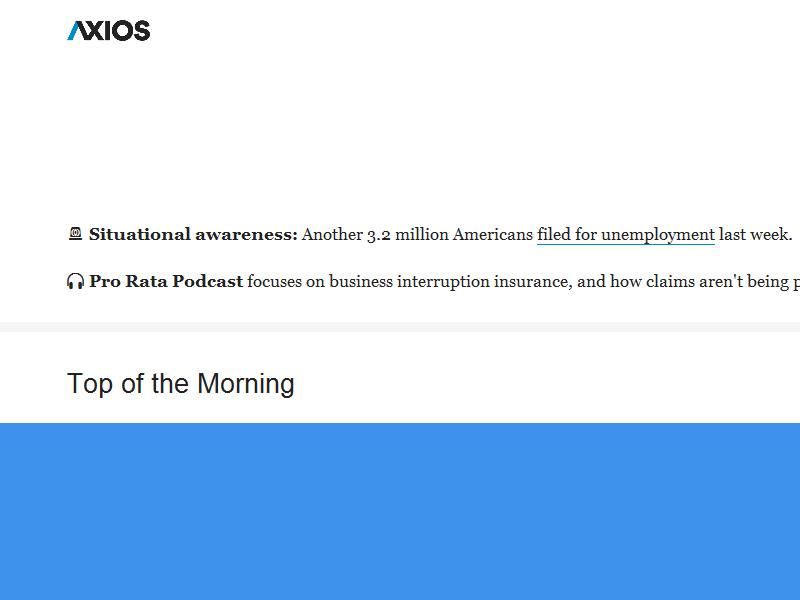 AXIOS
🚨 Situational awareness: Another 3.2 million Americans filed for unemployment last week.
🎧 Pro Rata Podcast focuses on business interruption insurance, and how claims aren't being
Top of the Morning